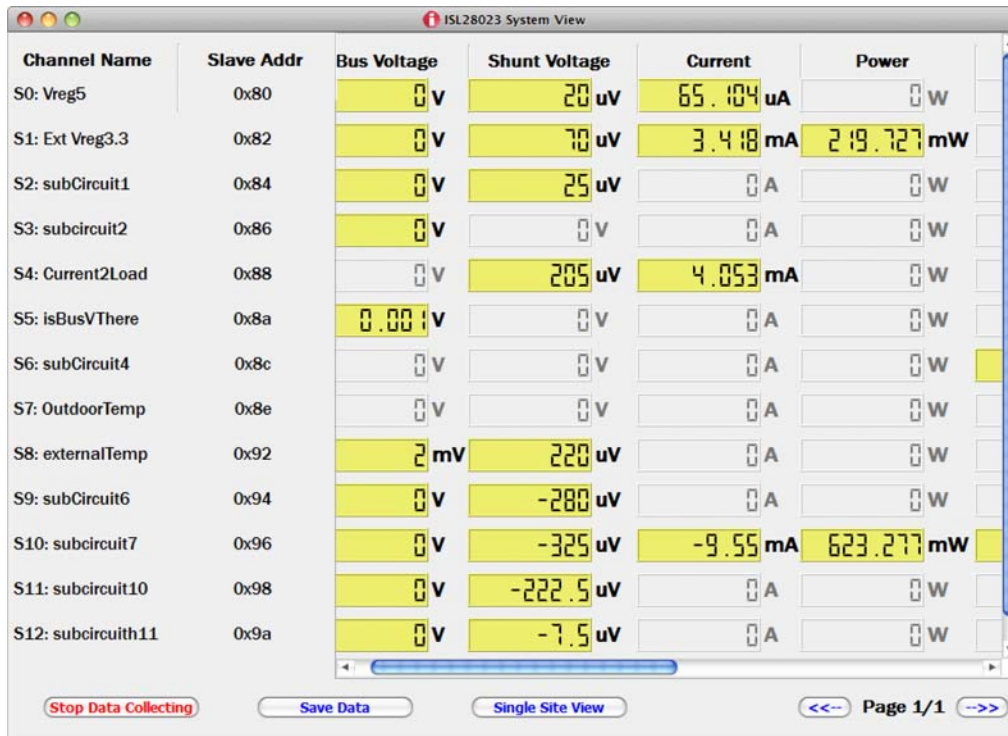 ISL28023 System View
Channel Name Slave Addr Bus Voltage Shunt Voltage Current Power
S0: Vreg5 0x80 0 V 20 uV 65.104 uA 0 W
S1: Ext Vreg3.3 0x82 0 V 70 uV 3.418 mA 219.727 mW
S2: subCircuit1 0x84 0 V 25 uV 0 A 0 W
S3: subcircuit2 0x86 0 V 0 V 0 A 0 W
S4: Current2Load 0x88 0 V 205 uV 4.053 mA 0 W
S5: isBusVThere 0x8a 0.001 V 0 V 0 A 0 W
S6: subCircuit4 0x8c 0 V 0 V 0 A 0 W
S7: OutdoorTemp 0x8e 0 V 0 V 0 A 0 W
S8: externalTemp 0x92 2 mV 220 uV 0 A 0 W
S9: subCircuit6 0x94 0 V -280 uV 0 A 0 W
S10: subcircuit7 0x96 0 V -325 uV -9.55 mA 623.277 mW
S11: subcircuit10 0x98 0 V -222.5 uV 0 A 0 W
S12: subcircuith11 0x9a 0 V -7.5 uV 0 A 0 W
Stop Data Collecting Save Data Single Site View <<-- Page 1/1 -->>